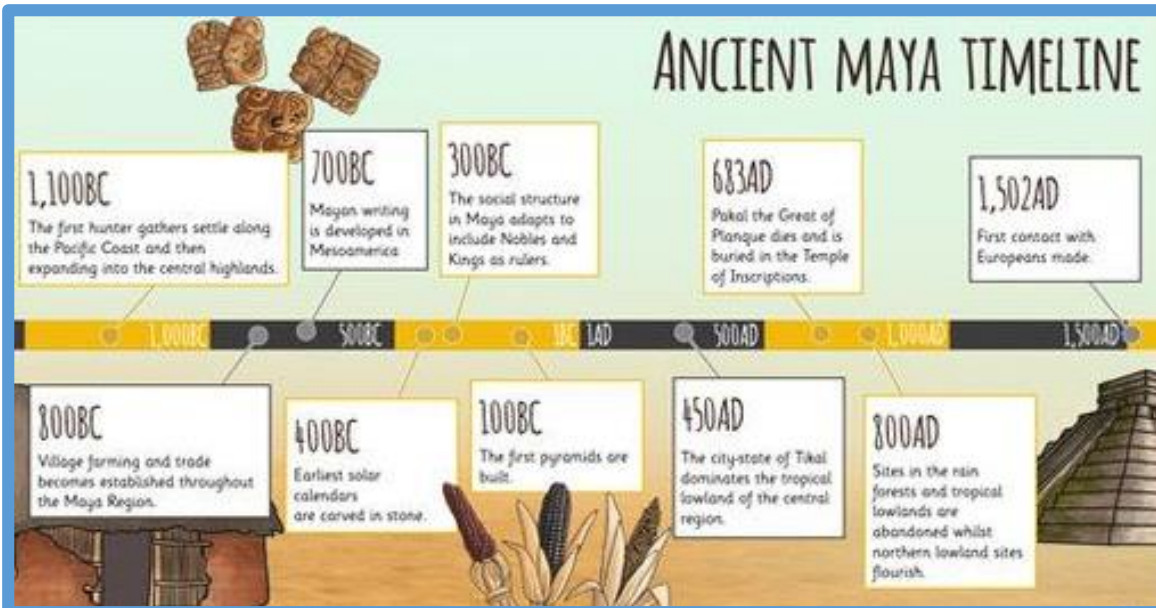 ANCIENT MAYA TIMELINE
1,100BC
The first hunter gathers settle along
the Pacific Coast and then
expanding into the central highlands.
700BC
Mayan writing
is developed in
Mesoamerica
300BC
The social structure
in Maya adapts to
include Nobles and
Kings as rulers.
683AD
Pakal the Great of
Planque dies and is
buried in the Temple
of Inscriptions.
1,502AD
First contact with
Europeans made.
1,000BC
500BC
1BC
1AD
500AD
1,000AD
1,500AD
800BC
Village farming and trade
becomes established throughout
the Maya Region.
400BC
Earliest solar
calendars
are carved in stone.
100BC
The first pyramids are
built.
450AD
The city-state of Tikal
dominates the tropical
lowland of the central
region.
800AD
Sites in the rain
forests and tropical
lowlands are
abandoned whilst
northern lowland sites
flourish.